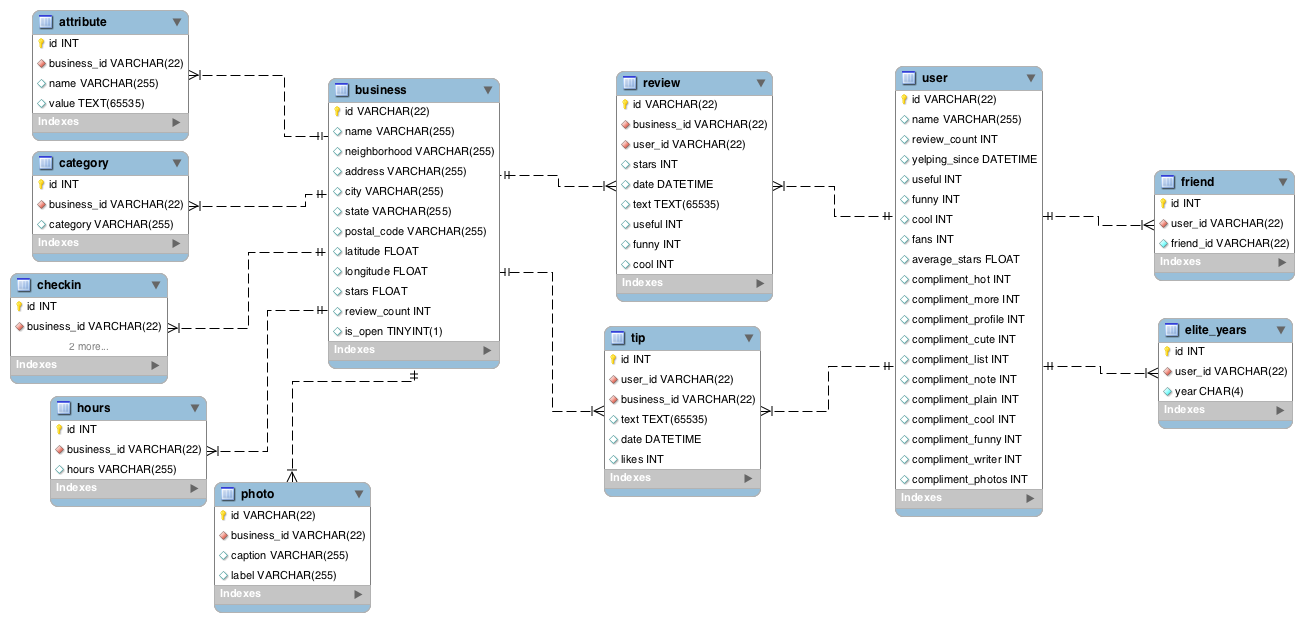 attribute
id INT
business_id VARCHAR(22)
name VARCHAR(255)
value TEXT(65535)
Indexes
category
id INT
business_id VARCHAR(22)
category VARCHAR(255)
Indexes
checkin
id INT
business_id VARCHAR(22)
2 more...
Indexes
hours
id INT
business_id VARCHAR(22)
hours VARCHAR(255)
Indexes
photo
id VARCHAR(22)
business_id VARCHAR(22)
caption VARCHAR(255)
label VARCHAR(255)
Indexes
business
id VARCHAR(22)
name VARCHAR(255)
neighborhood VARCHAR(255)
address VARCHAR(255)
city VARCHAR(255)
state VARCHAR(255)
postal_code VARCHAR(255)
latitude FLOAT
longitude FLOAT
stars FLOAT
review_count INT
is_open TINYINT(1)
Indexes
review
id VARCHAR(22)
business_id VARCHAR(22)
user_id VARCHAR(22)
stars INT
date DATETIME
text TEXT(65535)
useful INT
funny INT
cool INT
Indexes
tip
id INT
user_id VARCHAR(22)
business_id VARCHAR(22)
text TEXT(65535)
date DATETIME
likes INT
Indexes
user
id VARCHAR(22)
name VARCHAR(255)
review_count INT
yelping_since DATETIME
useful INT
funny INT
cool INT
fans INT
average_stars FLOAT
compliment_hot INT
compliment_more INT
compliment_profile INT
compliment_cute INT
compliment_list INT
compliment_note INT
compliment_plain INT
compliment_cool INT
compliment_funny INT
compliment_writer INT
compliment_photos INT
Indexes
friend
id INT
user_id VARCHAR(22)
friend_id VARCHAR(22)
Indexes
elite_years
id INT
user_id VARCHAR(22)
year CHAR(4)
Indexes